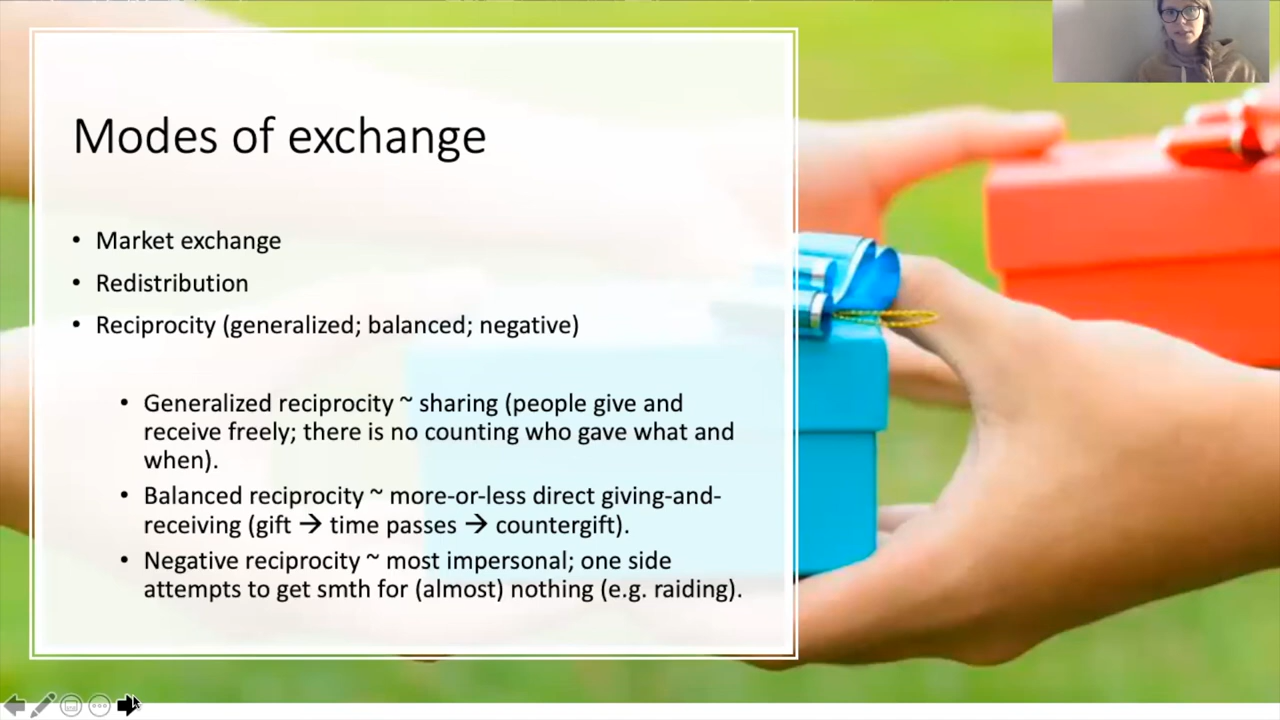 Modes of exchange
• Market exchange
• Redistribution
• Reciprocity (generalized; balanced; negative)
• Generalized reciprocity ~ sharing (people give and
receive freely; there is no counting who gave what and
when).
• Balanced reciprocity ~ more-or-less direct giving-and-
receiving (gift → time passes → countergift).
• Negative reciprocity ~ most impersonal; one side
attempts to get smth for (almost) nothing (e.g. raiding).